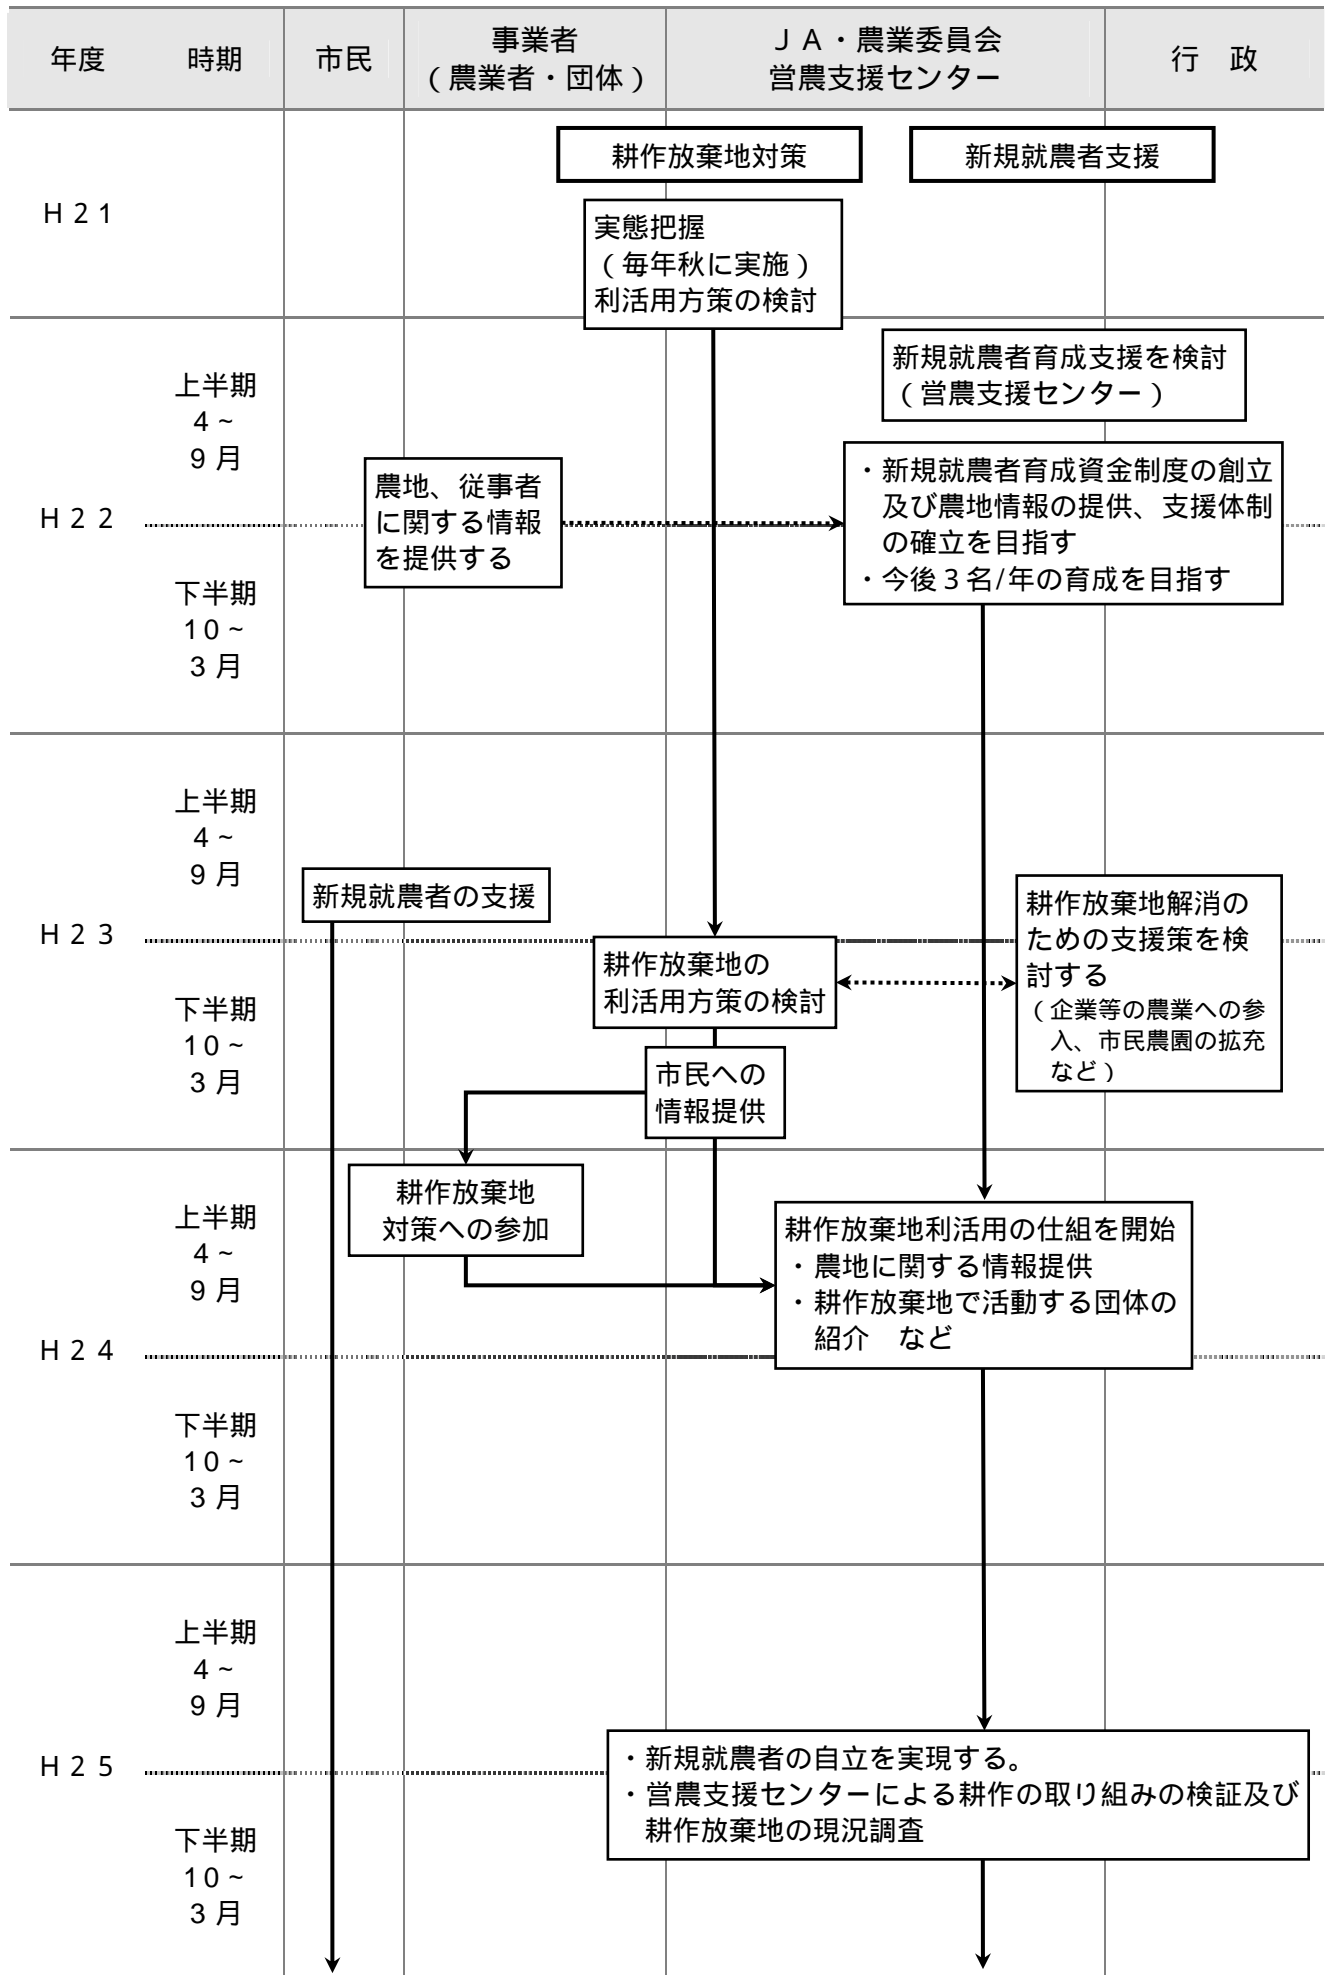 年度
時期
市民
事業者
（農業者・団体）
ＪＡ・農業委員会
営農支援センター
行　政
耕作放棄地対策
新規就農者支援
Ｈ２１
実態把握
（毎年秋に実施）
利活用方策の検討
新規就農者育成支援を検討
（営農支援センター）
上半期
４～
９月
Ｈ２２
農地、従事者
に関する情報
を提供する
・新規就農者育成資金制度の創立
及び農地情報の提供、支援体制
の確立を目指す
・今後３名/年の育成を目指す
下半期
１０～
３月
上半期
４～
９月
Ｈ２３
新規就農者の支援
耕作放棄地の
利活用方策の検討
耕作放棄地解消の
ための支援策を検
討する
（企業等の農業への参
入、市民農園の拡充
など）
下半期
１０～
３月
市民への
情報提供
上半期
４～
９月
Ｈ２４
耕作放棄地
対策への参加
耕作放棄地利活用の仕組を開始
・農地に関する情報提供
・耕作放棄地で活動する団体の
紹介　など
下半期
１０～
３月
上半期
４～
９月
Ｈ２５
・新規就農者の自立を実現する。
・営農支援センターによる耕作の取り組みの検証及び
耕作放棄地の現況調査
下半期
１０～
３月